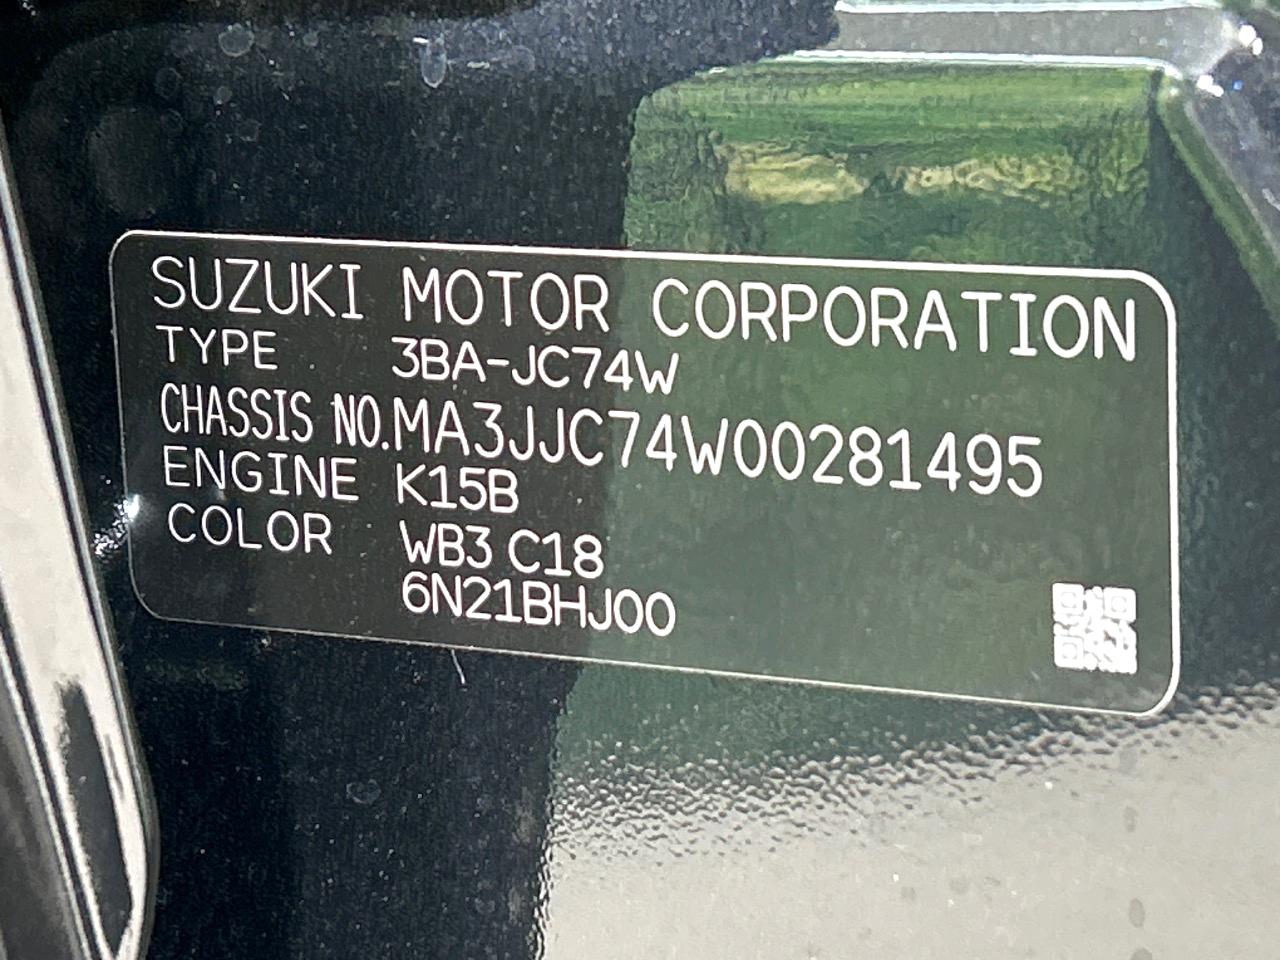 SUZUKI MOTOR CORPORATION
TYPE 3BA-JC74W
CHASSIS NO.MA3JJC74W00281495
ENGINE K15B
COLOR WB3 C18
6N21BHJ00